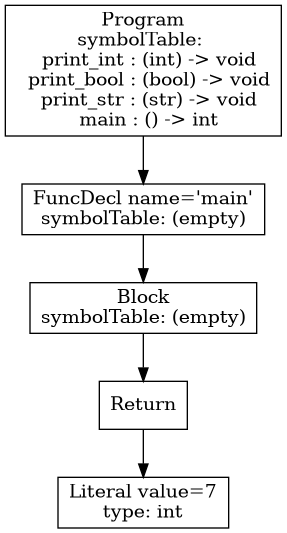 Program
symbolTable:
print_int : (int) -> void
print_bool : (bool) -> void
print_str : (str) -> void
main : () -> int
FuncDecl name='main'
symbolTable: (empty)
Block
symbolTable: (empty)
Return
Literal value=7
type: int